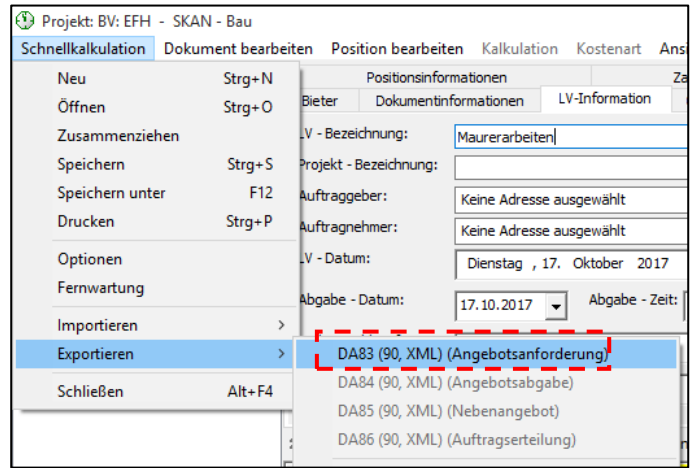 Projekt: BV: EFH - SKAN - Bau
Schnellkalkulation Dokument bearbeiten Position bearbeiten Kalkulation Kostenart Ansi
Neu Strg+N
Öffnen Strg+O
Zusammenziehen
Speichern Strg+S
Speichern unter F12
Drucken Strg+P
Optionen
Fernwartung
Importieren >
Exportieren >
Schließen Alt+F4
Positionsinformationen Za
Bieter Dokumentinformationen LV-Information
LV - Bezeichnung: Maurerarbeiten
Projekt - Bezeichnung:
Auftraggeber: Keine Adresse ausgewählt
Auftragnehmer: Keine Adresse ausgewählt
LV - Datum: Dienstag , 17. Oktober 2017
Abgabe - Datum: 17.10.2017 Abgabe - Zeit:
DA83 (90, XML) (Angebotsanforderung)
DA84 (90, XML) (Angebotsabgabe)
DA85 (90, XML) (Nebenangebot)
DA86 (90, XML) (Auftragserteilung)